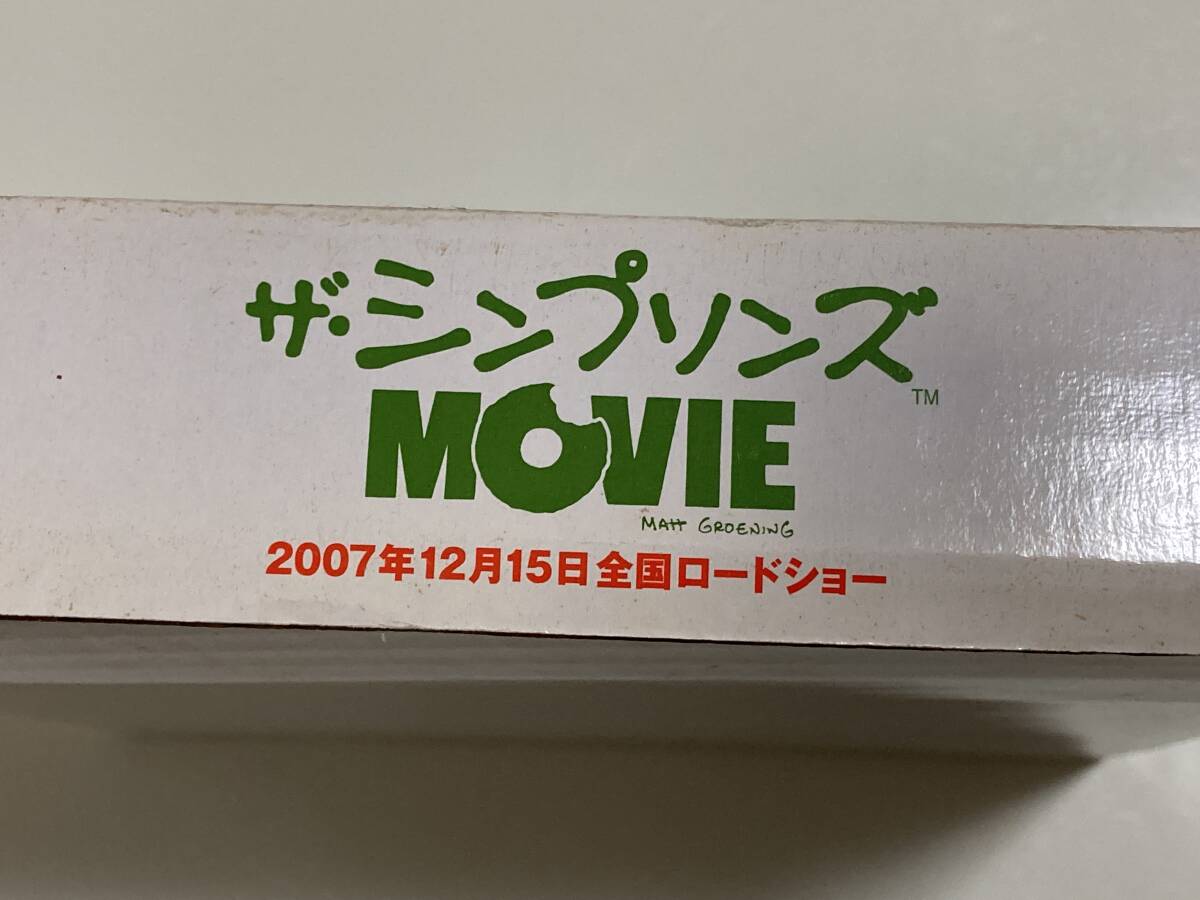 ザ・シンプソンズ
MOVIE ™
MATT GROENING
2007年12月15日全国ロードショー